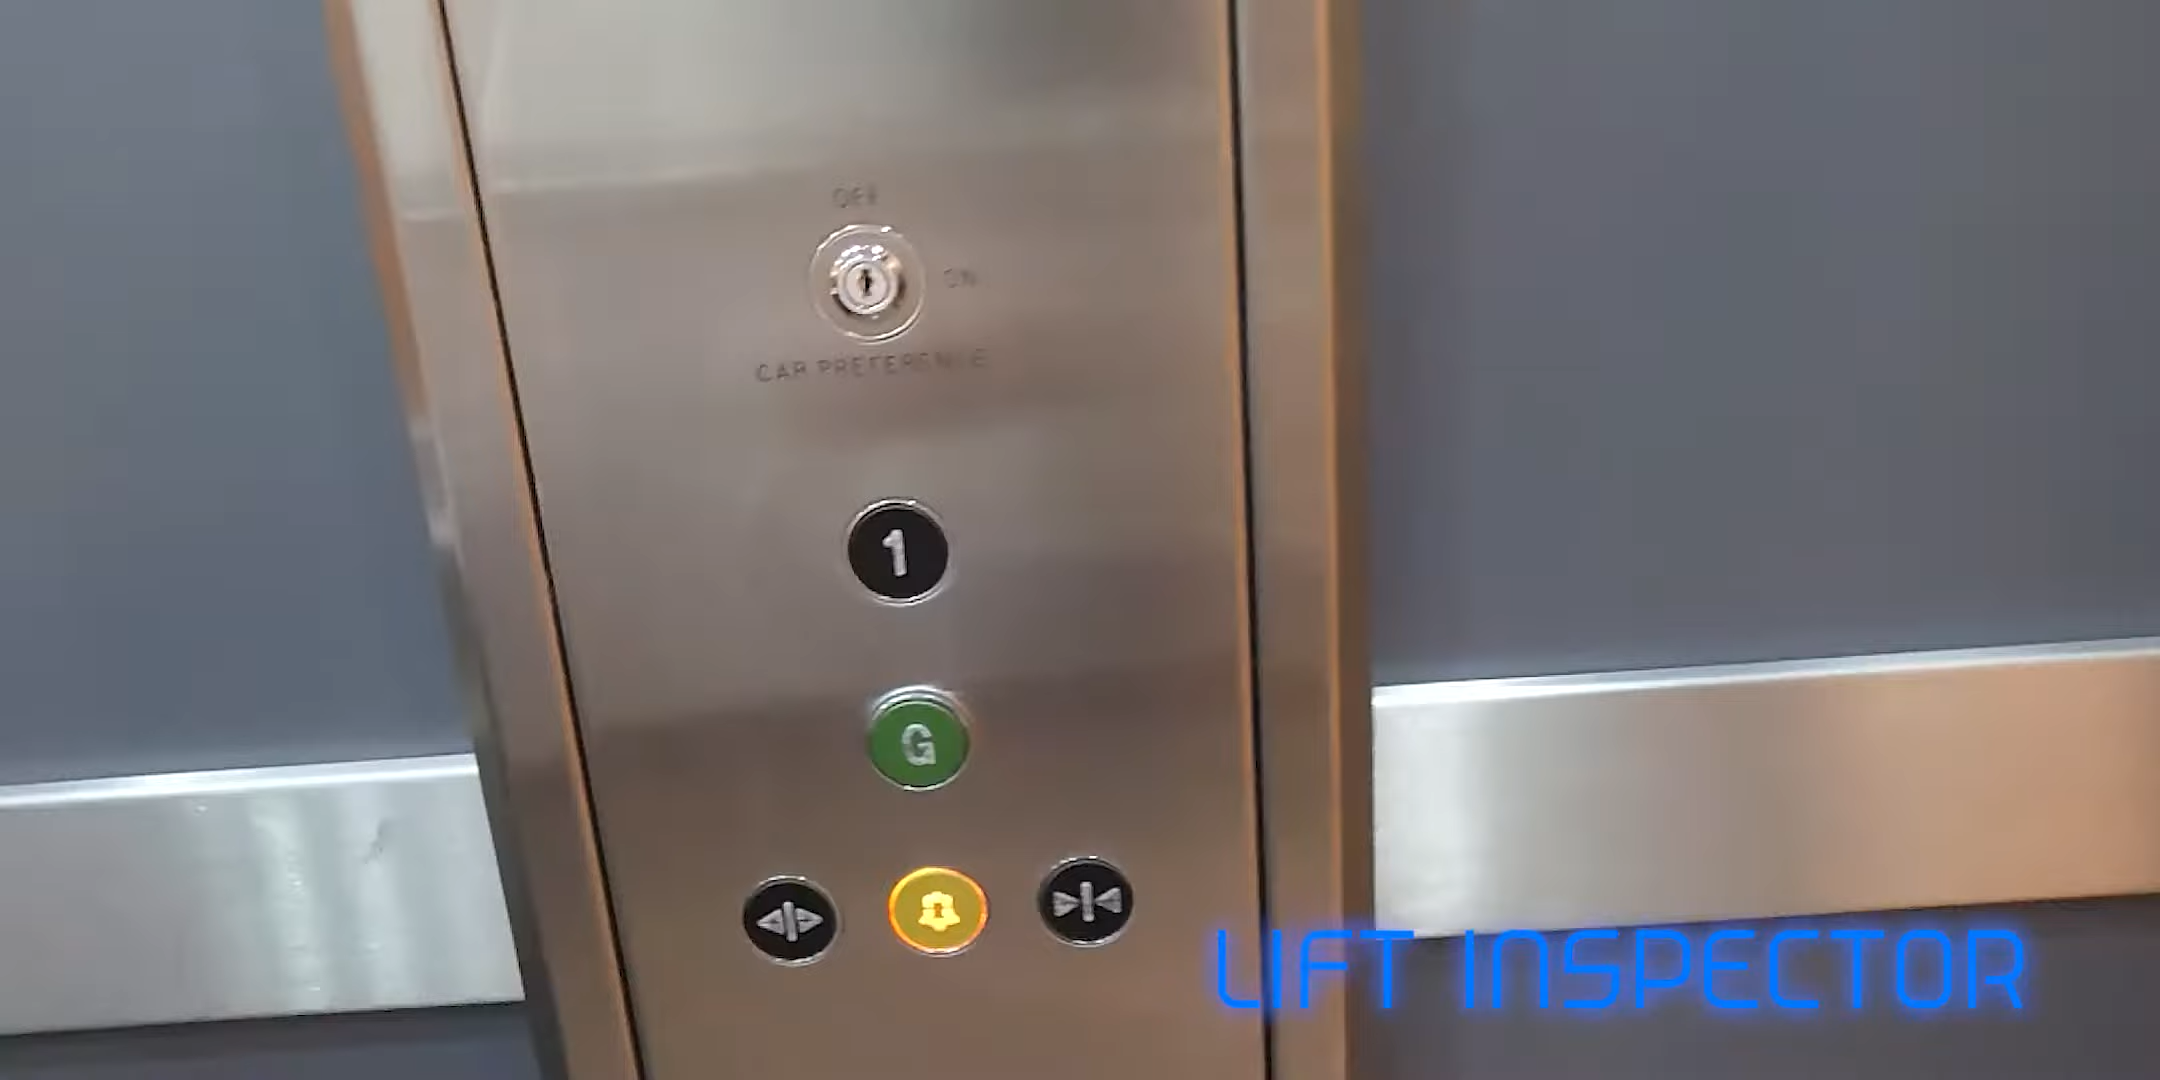 OFF
ON
CAR PREFERENCE
1
G
LIFT INSPECTOR